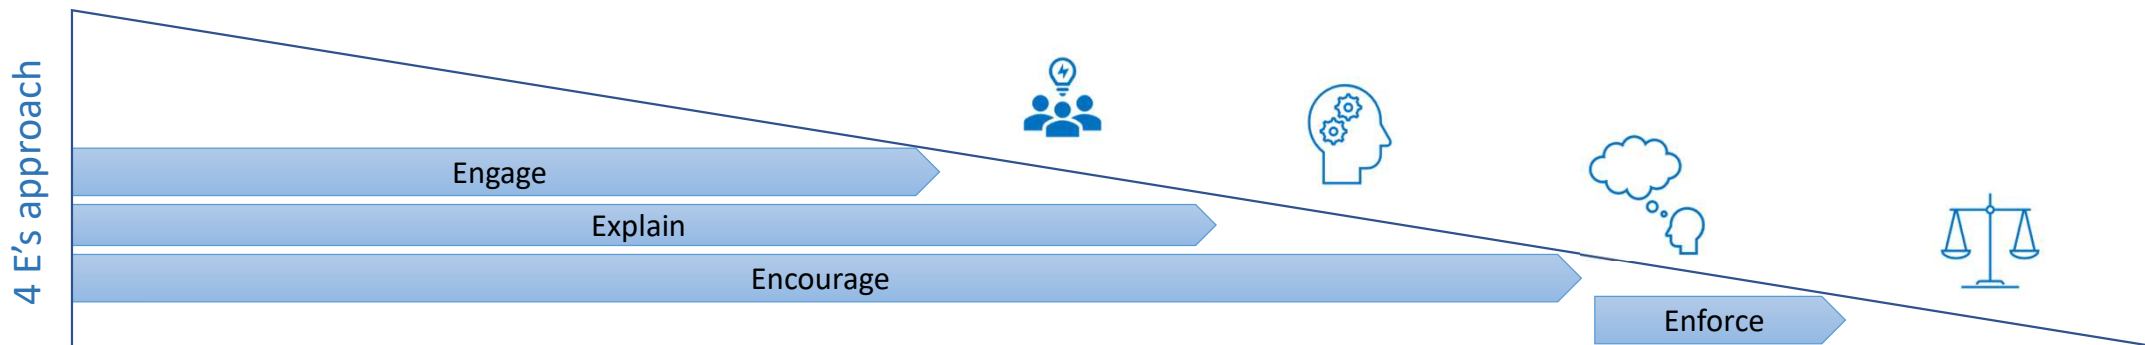 4 E’s approach
Engage
Explain
Encourage
Enforce